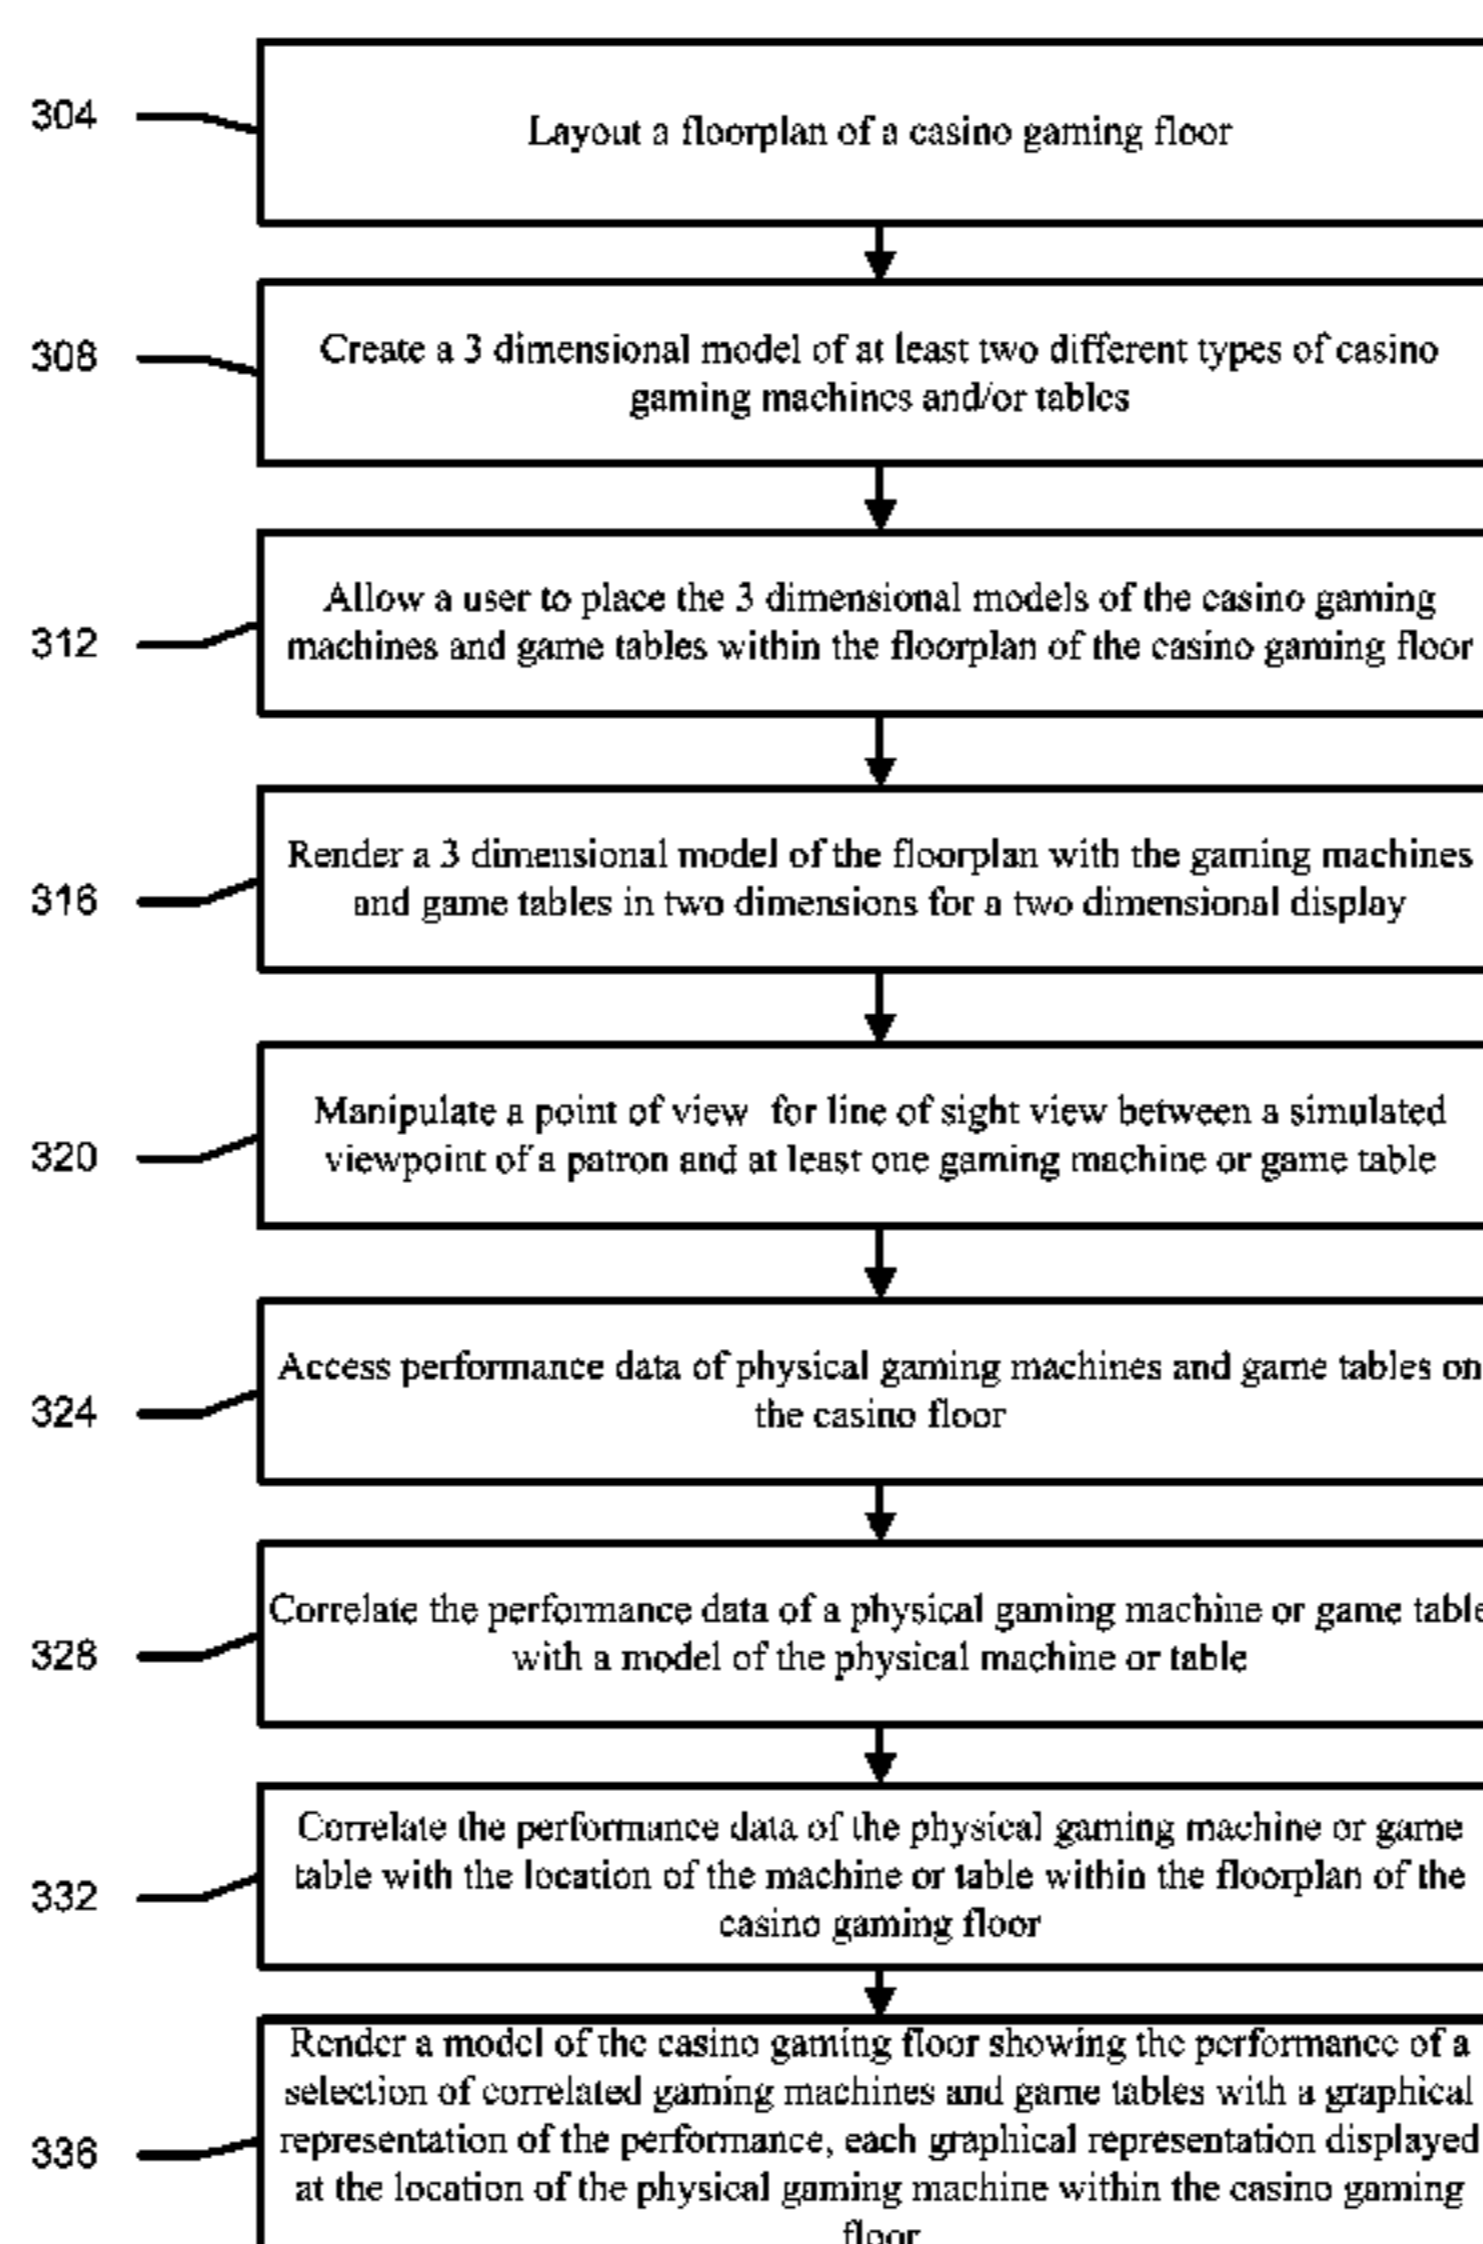 304
Layout a floorplan of a casino gaming floor
308
Create a 3 dimensional model of at least two different types of casino
gaming machines and/or tables
312
Allow a user to place the 3 dimensional models of the casino gaming
machines and game tables within the floorplan of the casino gaming floor
316
Render a 3 dimensional model of the floorplan with the gaming machines
and game tables in two dimensions for a two dimensional display
320
Manipulate a point of view for line of sight view between a simulated
viewpoint of a patron and at least one gaming machine or game table
324
Access performance data of physical gaming machines and game tables on
the casino floor
328
Correlate the performance data of a physical gaming machine or game table
with a model of the physical machine or table
332
Correlate the performance data of the physical gaming machine or game
table with the location of the machine or table within the floorplan of the
casino gaming floor
336
Render a model of the casino gaming floor showing the performance of a
selection of correlated gaming machines and game tables with a graphical
representation of the performance, each graphical representation displayed
at the location of the physical gaming machine within the casino gaming
floor